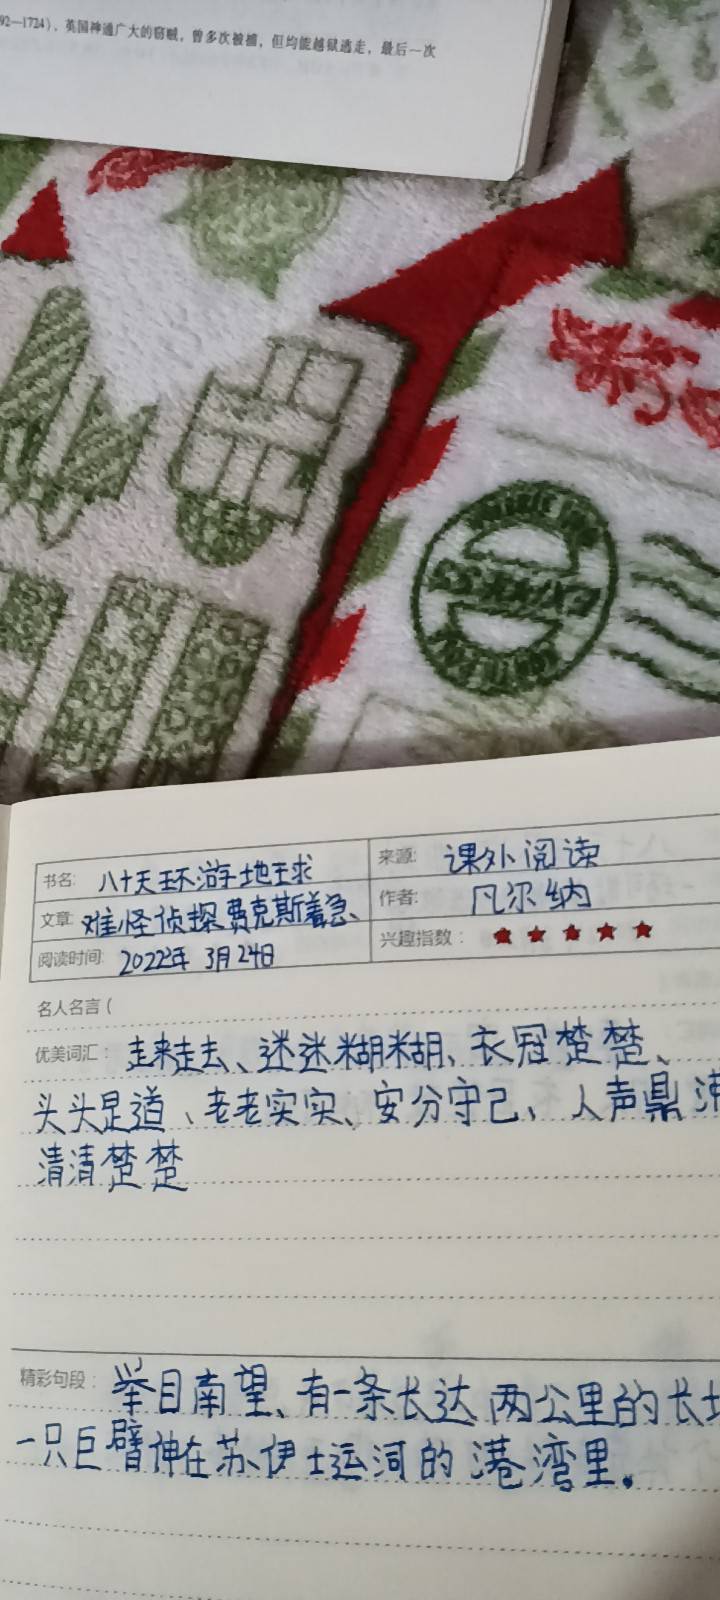 92—1724)，英国神通广大的窃贼，曾多次被捕，但均能越狱逃走，最后一次
书名: 八十天环游地球 来源: 课外阅读
文章: 难怪侦探费克斯着急 作者: 凡尔纳
阅读时间: 2022年 3月24日 兴趣指数: ★★★★★
名人名言(
优美词汇: 走来走去、迷迷糊糊、衣冠楚楚、
头头是道、老老实实、安分守己、人声鼎沸
清清楚楚
精彩句段: 举目南望、有一条长达两公里的长
一只巨臂伸在苏伊士运河的港湾里。